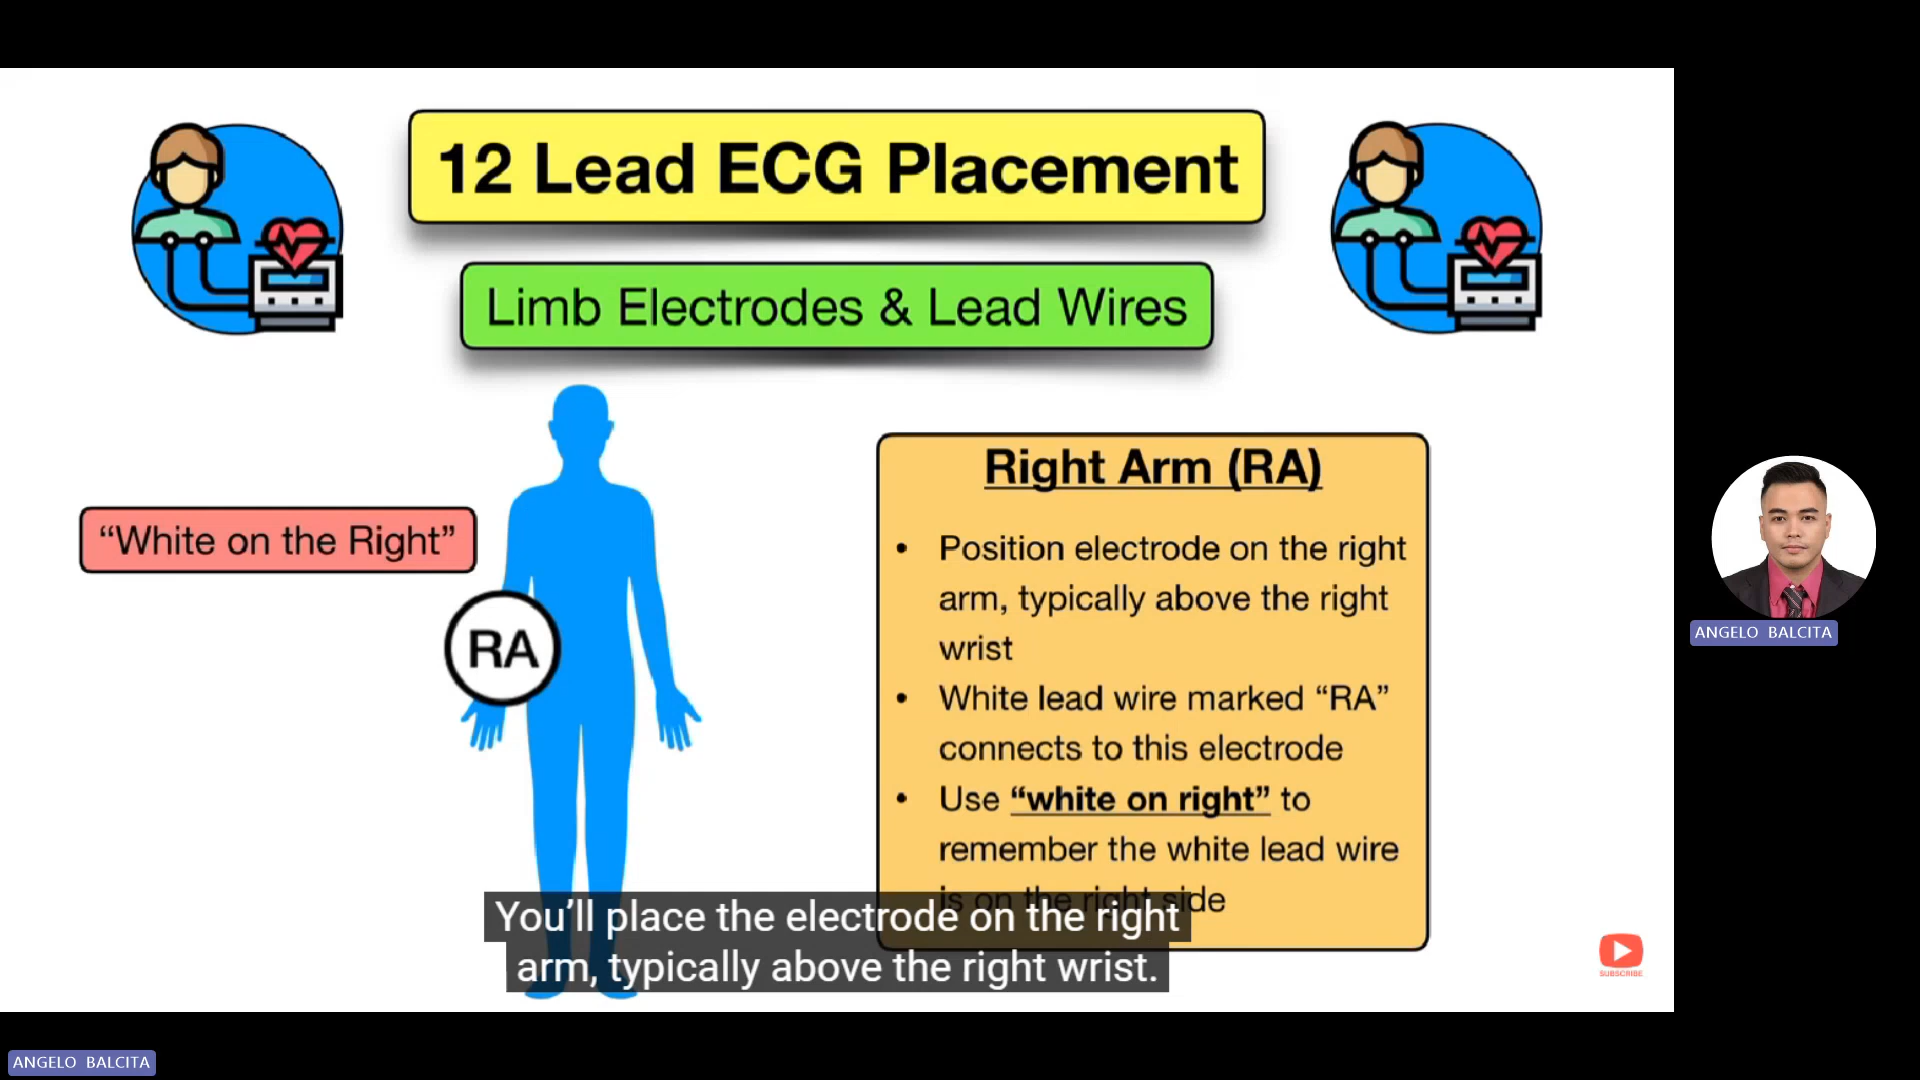 12 Lead ECG Placement
Limb Electrodes & Lead Wires
“White on the Right”
RA
Right Arm (RA)
• Position electrode on the right
arm, typically above the right
wrist
• White lead wire marked “RA”
connects to this electrode
• Use “white on right” to
remember the white lead wire
is on the right side
You’ll place the electrode on the right
arm, typically above the right wrist.
SUBSCRIBE
ANGELO BALCITA
ANGELO BALCITA